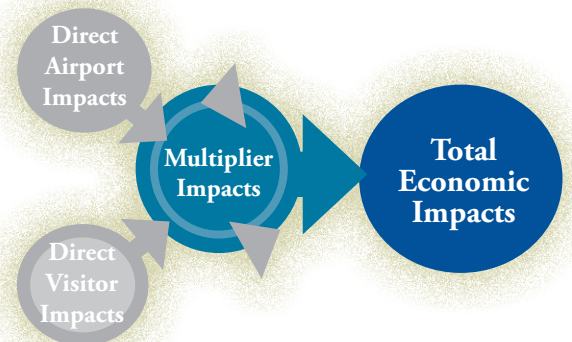 Direct
Airport
Impacts
Multiplier
Impacts
Total
Economic
Impacts
Direct
Visitor
Impacts